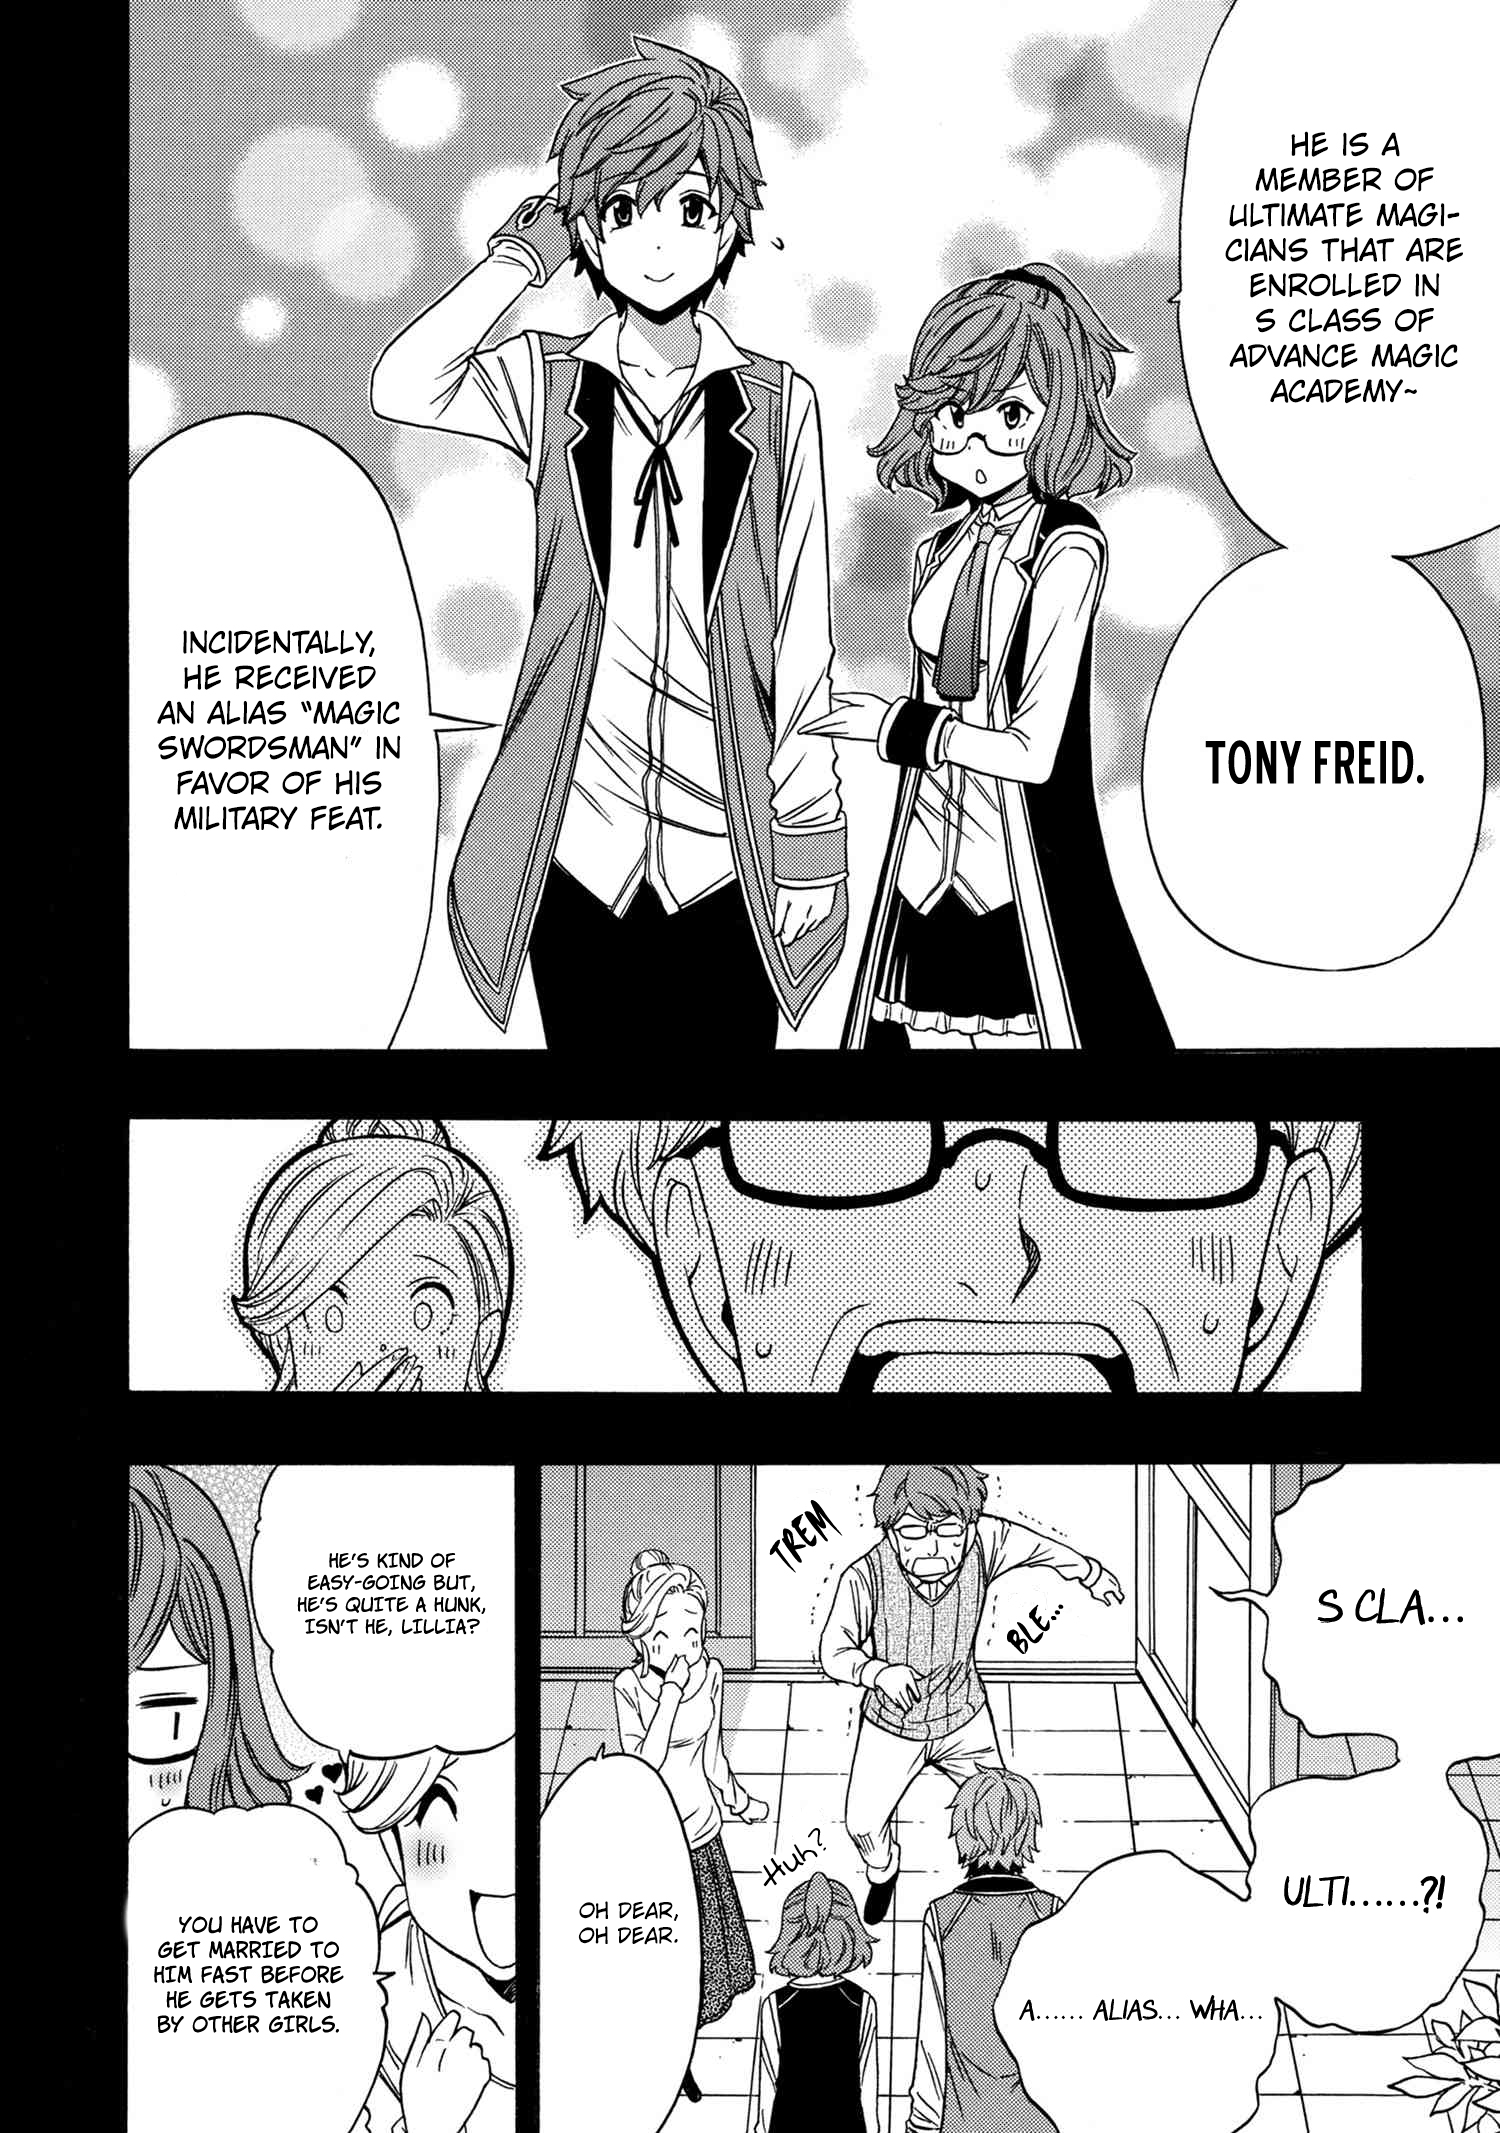 HE IS A
MEMBER OF
ULTIMATE MAGI-
CIANS THAT ARE
ENROLLED IN
S CLASS OF
ADVANCE MAGIC
ACADEMY~
TONY FREID.
INCIDENTALLY,
HE RECEIVED
AN ALIAS "MAGIC
SWORDSMAN" IN
FAVOR OF HIS
MILITARY FEAT.
S CLA...
ULTI......?!
A...... ALIAS... WHA...
TREM
BLE...
Huh?
OH DEAR,
OH DEAR.
HE'S KIND OF
EASY-GOING BUT,
HE'S QUITE A HUNK,
ISN'T HE, LILLIA?
YOU HAVE TO
GET MARRIED TO
HIM FAST BEFORE
HE GETS TAKEN
BY OTHER GIRLS.